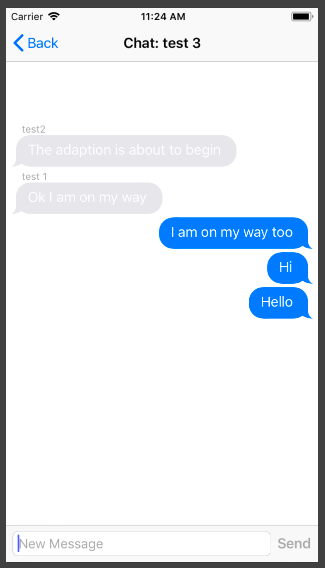 Carrier 11:24 AM
Back Chat: test 3
test2
The adaption is about to begin
test 1
Ok I am on my way
I am on my way too
Hi
Hello
New Message Send